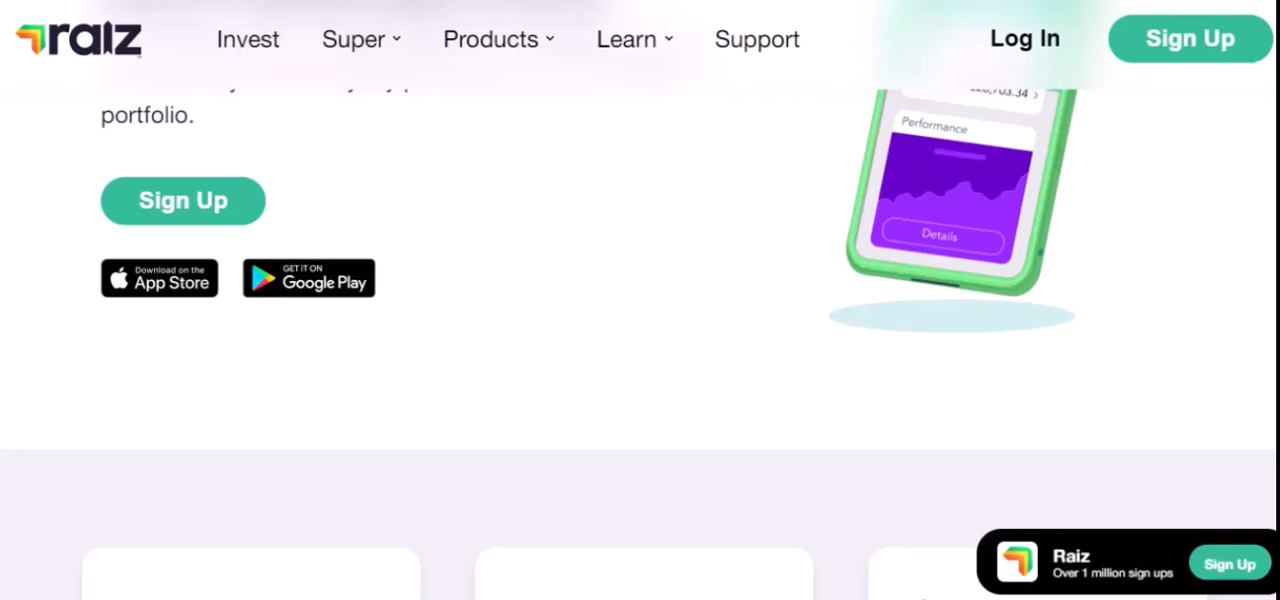 raiz
Invest
Super
Products
Learn
Support
Log In
Sign Up
portfolio.
Performance
Details
Sign Up
Download on the
App Store
GET IT ON
Google Play
Raiz
Over 1 million sign ups
Sign Up